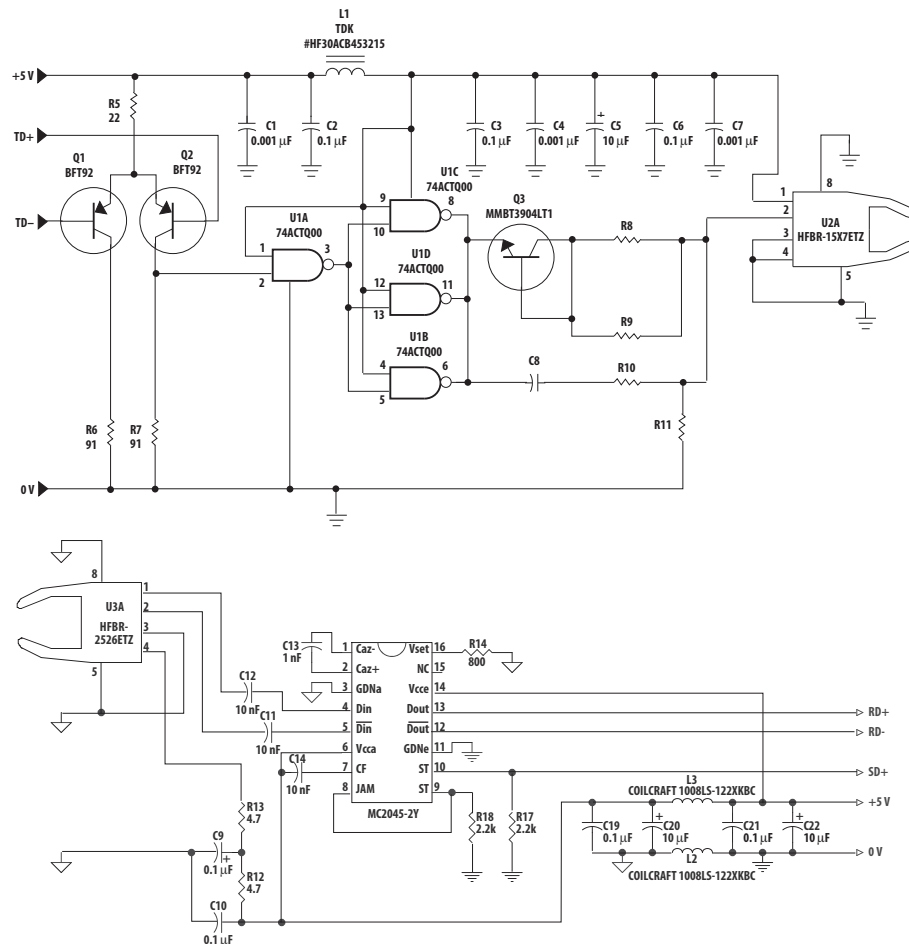 L1
TDK
#HF30ACB453215
+5 V
R5
22
TD+
Q1
BFT92
Q2
BFT92
TD–
C1
0.001 µF
C2
0.1 µF
C3
0.1 µF
C4
0.001 µF
+
C5
10 µF
C6
0.1 µF
C7
0.001 µF
U1C
74ACTQ00
8
9
10
U1A
74ACTQ00
1
2
3
U1D
74ACTQ00
12
13
11
U1B
74ACTQ00
4
5
6
Q3
MMBT3904LT1
R8
R9
C8
R10
R11
8
1
2
3
4
5
U2A
HFBR-15X7ETZ
R6
91
R7
91
0 V
8
1
2
3
4
5
U3A
HFBR-
2526ETZ
C13
1 nF
C12
10 nF
C11
10 nF
C14
10 nF
1 Caz-
2 Caz+
3 GDNa
4 Din
5 Din
6 Vcca
7 CF
8 JAM
Vset 16
NC 15
Vcce 14
Dout 13
Dout 12
GDNe 11
ST 10
ST 9
MC2045-2Y
R14
800
RD+
RD-
SD+
R18
2.2k
R17
2.2k
L3
COILCRAFT 1008LS-122XKBC
+5 V
C19
0.1 µF
+
C20
10 µF
C21
0.1 µF
+
C22
10 µF
0 V
L2
COILCRAFT 1008LS-122XKBC
R13
4.7
C9
+
0.1 µF
R12
4.7
C10
0.1 µF